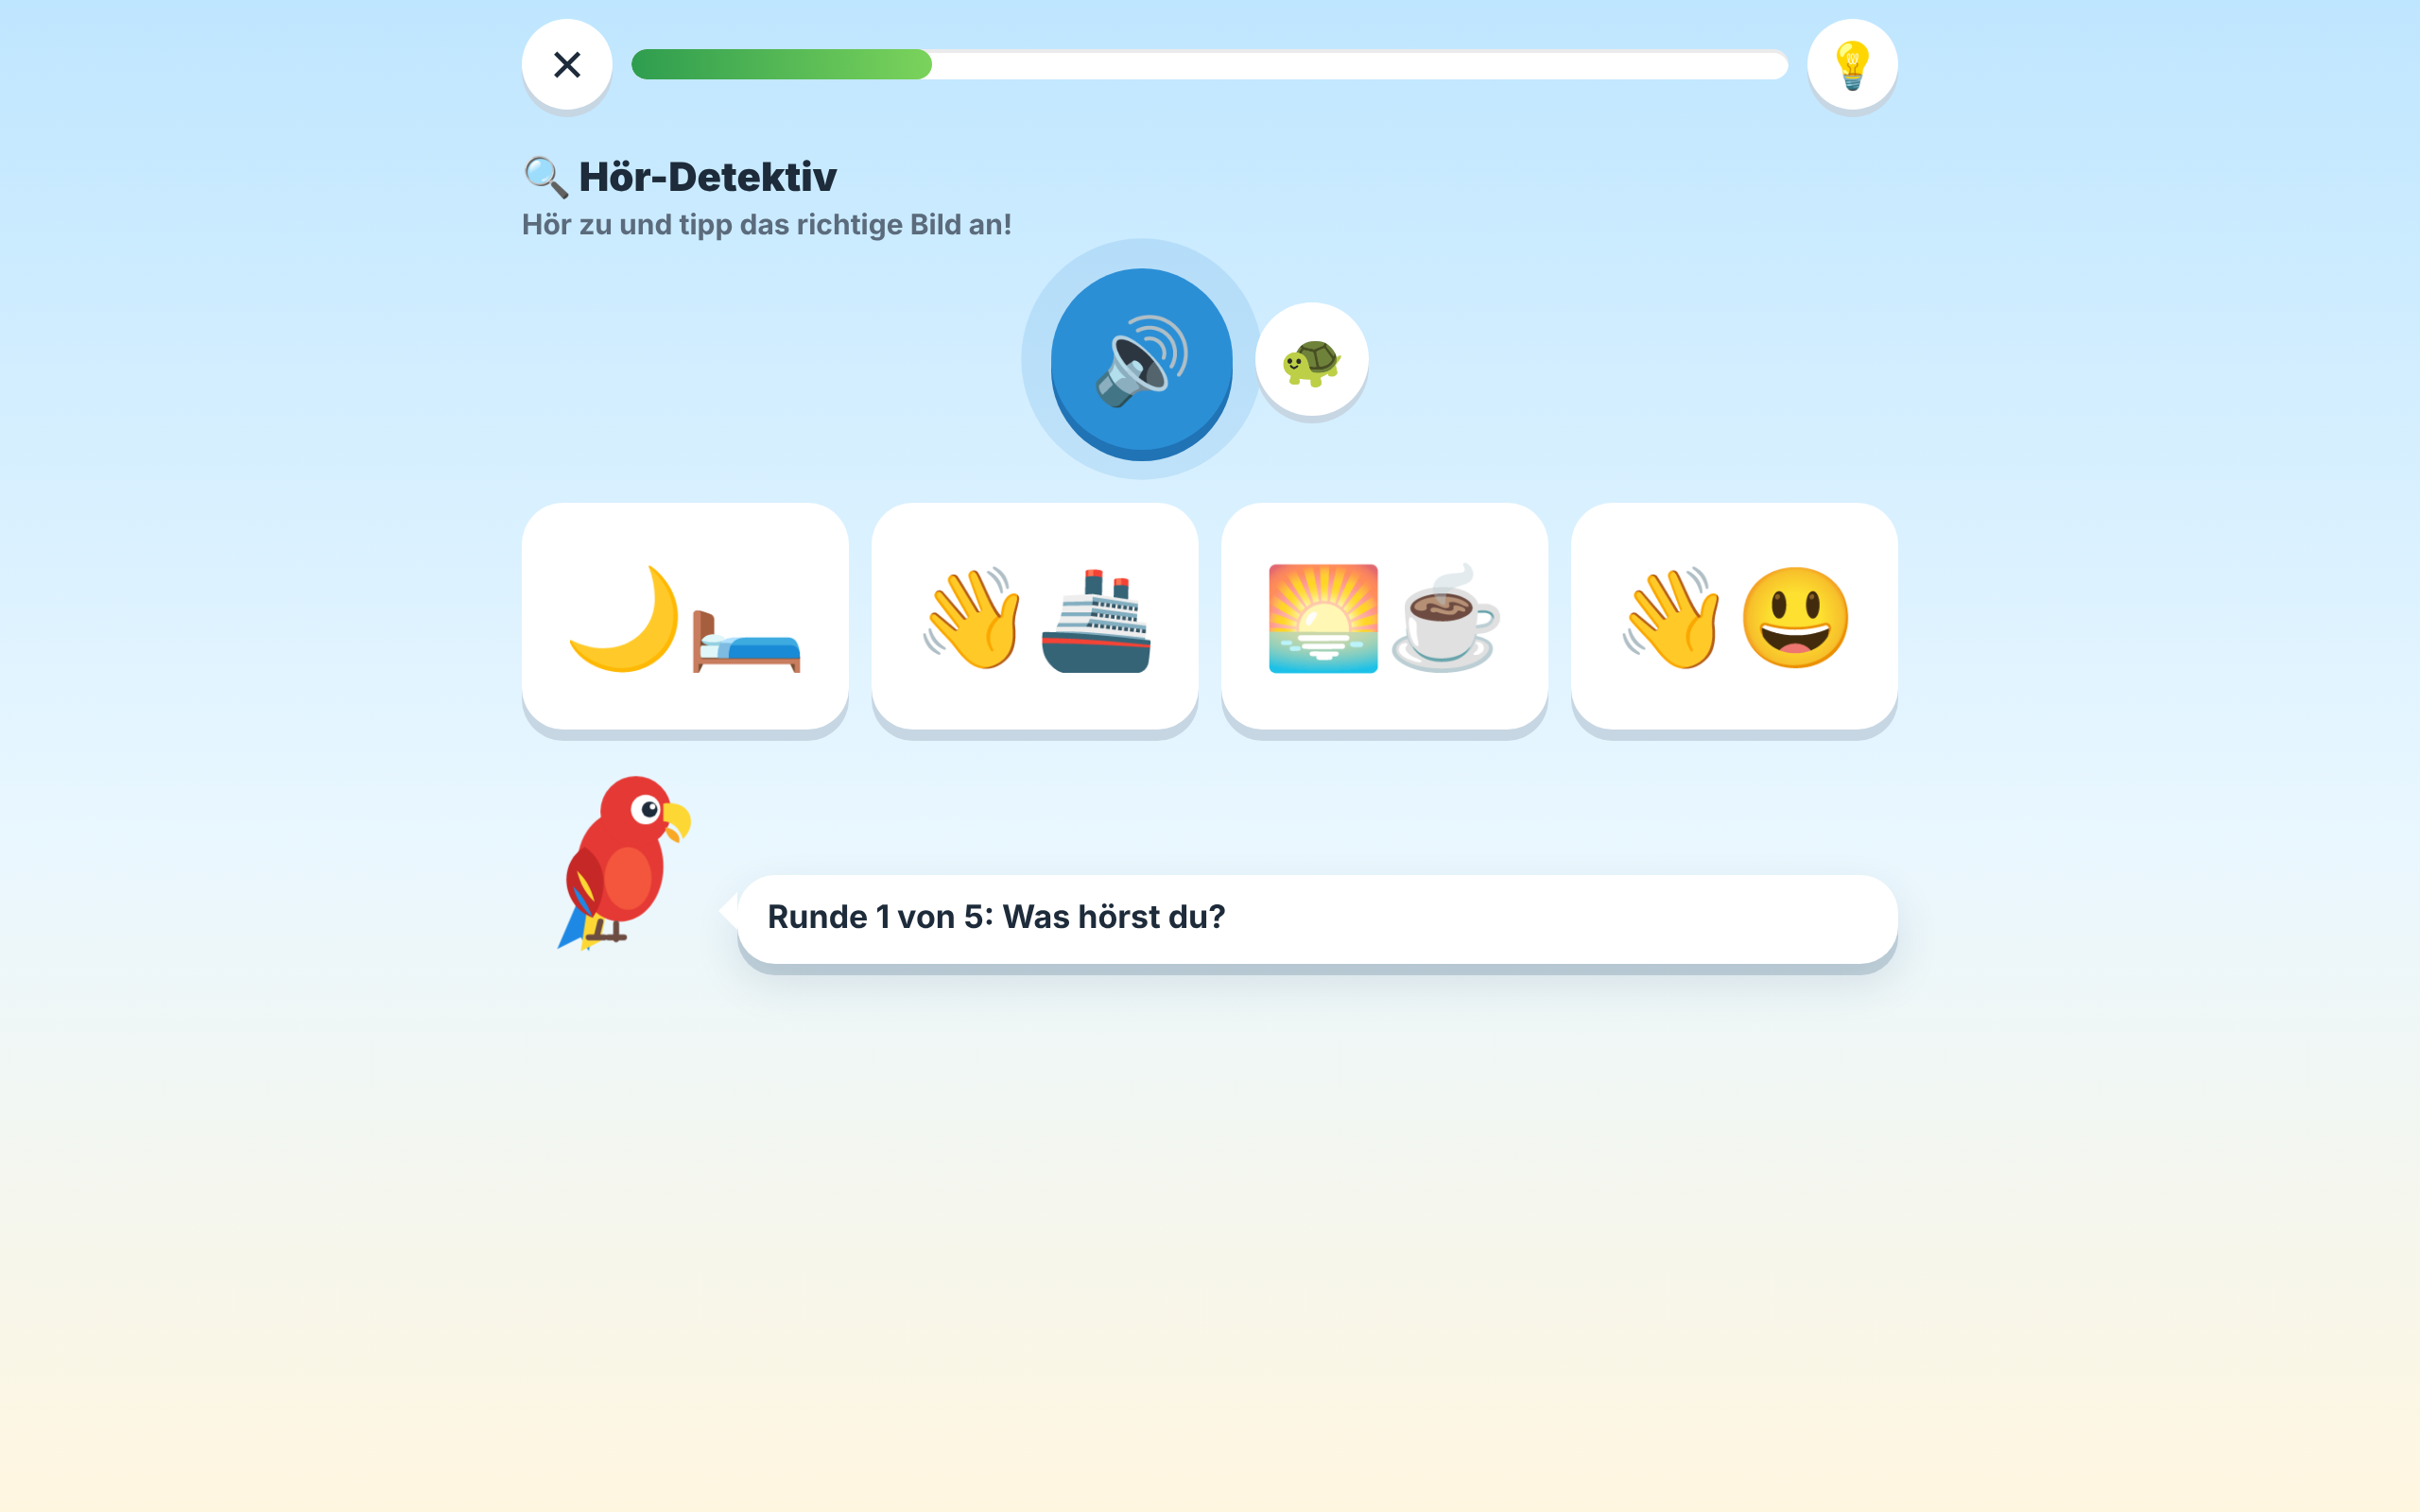 Hör-Detektiv
Hör zu und tipp das richtige Bild an!
Runde 1 von 5: Was hörst du?